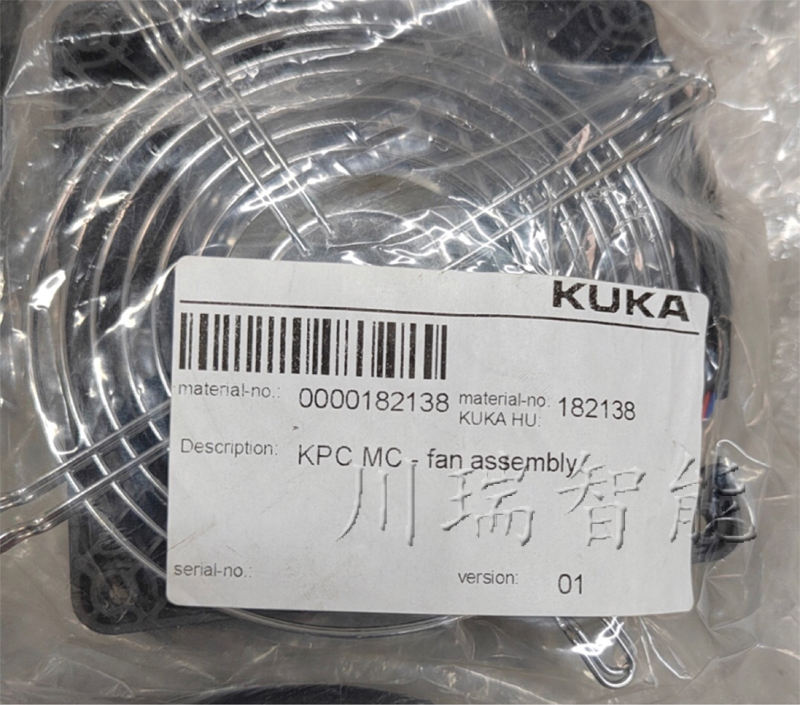 KUKA
material-no.: 0000182138 material-no. 182138
KUKA HU:
Description: KPC MC - fan assembly
川瑞智能
serial-no.: version: 01